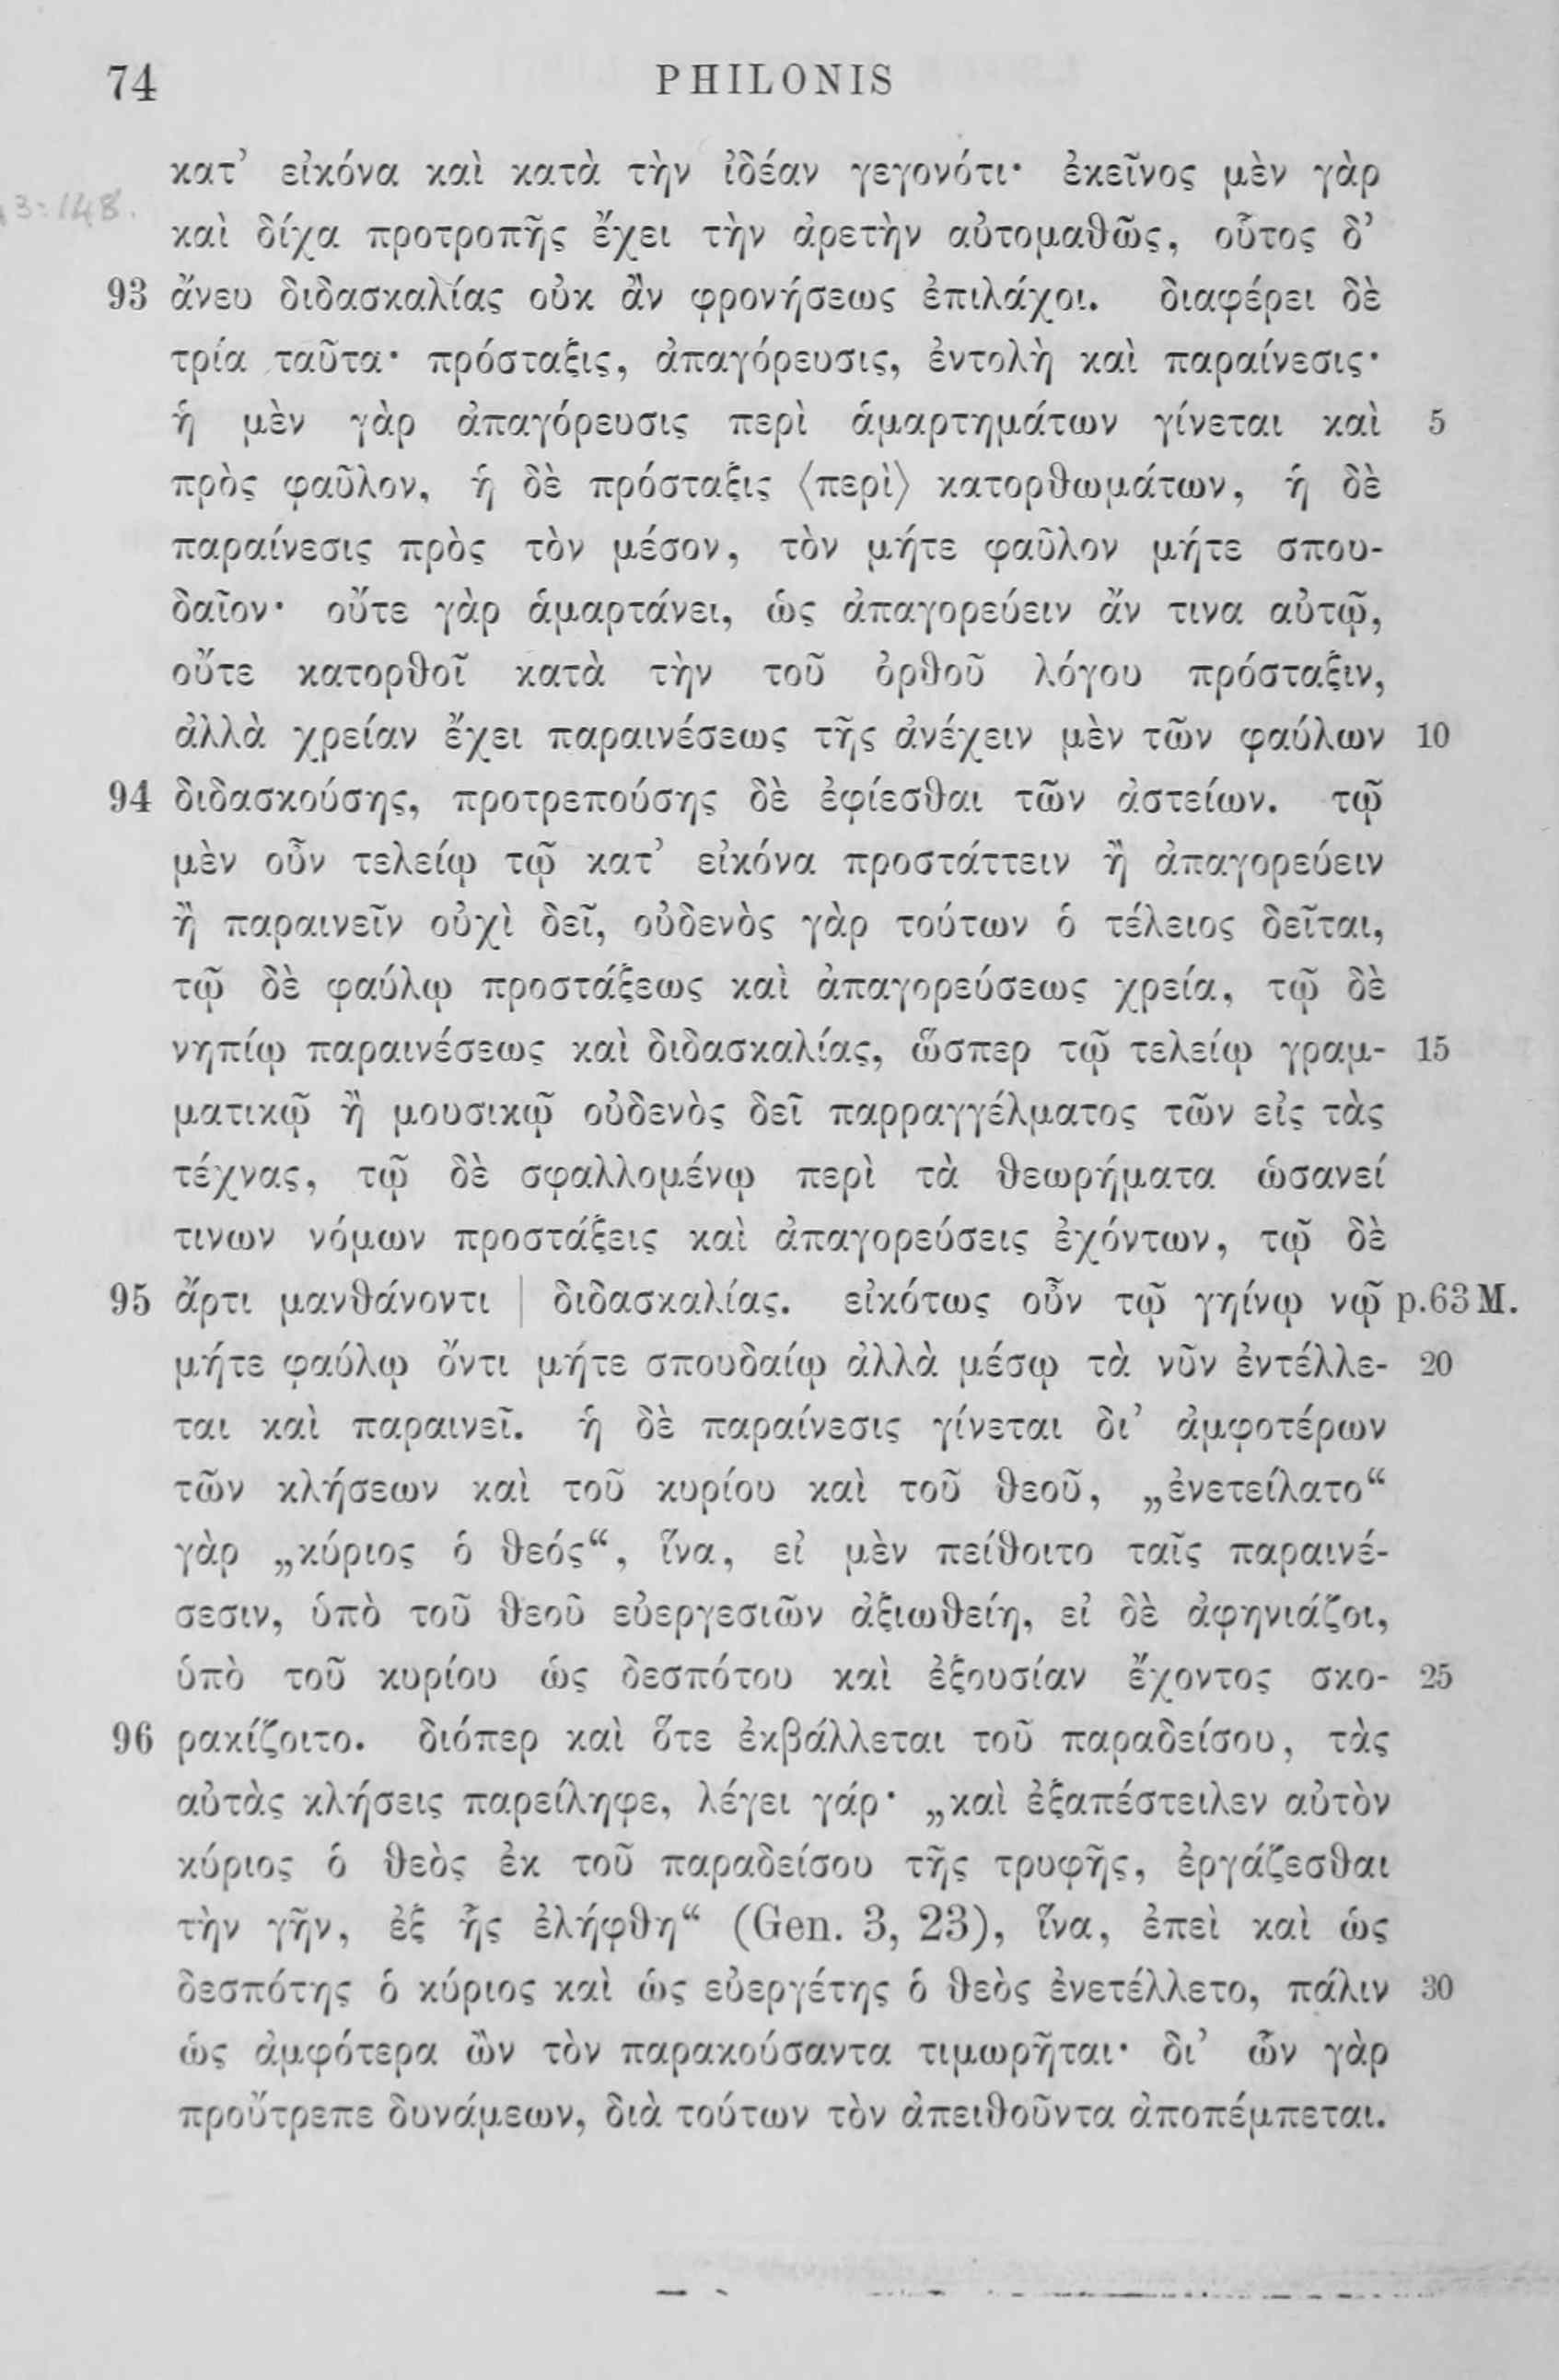 74 PHILONIS
κατ’ εἰκόνα καὶ κατὰ τὴν ἰδέαν γεγονότι· ἐκεῖνος μὲν γὰρ
3:148.
καὶ δίχα προτροπῆς ἔχει τὴν ἀρετὴν αὐτομαθῶς, οὗτος δ’
93 ἄνευ διδασκαλίας οὐκ ἂν φρονήσεως ἐπιλάχοι. διαφέρει δὲ
τρία ταῦτα· πρόσταξις, ἀπαγόρευσις, ἐντολὴ καὶ παραίνεσις·
ἡ μὲν γὰρ ἀπαγόρευσις περὶ ἁμαρτημάτων γίνεται καὶ 5
πρὸς φαῦλον, ἡ δὲ πρόσταξις ⟨περὶ⟩ κατορθωμάτων, ἡ δὲ
παραίνεσις πρὸς τὸν μέσον, τὸν μήτε φαῦλον μήτε σπου-
δαῖον· οὔτε γὰρ ἁμαρτάνει, ὡς ἀπαγορεύειν ἄν τινα αὐτῷ,
οὔτε κατορθοῖ κατὰ τὴν τοῦ ὀρθοῦ λόγου πρόσταξιν,
ἀλλὰ χρείαν ἔχει παραινέσεως τῆς ἀνέχειν μὲν τῶν φαύλων 10
94 διδασκούσης, προτρεπούσης δὲ ἐφίεσθαι τῶν ἀστείων. τῷ
μὲν οὖν τελείῳ τῷ κατ’ εἰκόνα προστάττειν ἢ ἀπαγορεύειν
ἢ παραινεῖν οὐχὶ δεῖ, οὐδενὸς γὰρ τούτων ὁ τέλειος δεῖται,
τῷ δὲ φαύλῳ προστάξεως καὶ ἀπαγορεύσεως χρεία, τῷ δὲ
νηπίῳ παραινέσεως καὶ διδασκαλίας, ὥσπερ τῷ τελείῳ γραμ- 15
ματικῷ ἢ μουσικῷ οὐδενὸς δεῖ παρραγγέλματος τῶν εἰς τὰς
τέχνας, τῷ δὲ σφαλλομένῳ περὶ τὰ θεωρήματα ὡσανεί
τινων νόμων προστάξεις καὶ ἀπαγορεύσεις ἐχόντων, τῷ δὲ
95 ἄρτι μανθάνοντι | διδασκαλίας. εἰκότως οὖν τῷ γηίνῳ νῷ p.63 M.
μήτε φαύλῳ ὄντι μήτε σπουδαίῳ ἀλλὰ μέσῳ τὰ νῦν ἐντέλλε- 20
ται καὶ παραινεῖ. ἡ δὲ παραίνεσις γίνεται δι’ ἀμφοτέρων
τῶν κλήσεων καὶ τοῦ κυρίου καὶ τοῦ θεοῦ, „ἐνετείλατο“
γὰρ „κύριος ὁ θεός“, ἵνα, εἰ μὲν πείθοιτο ταῖς παραινέ-
σεσιν, ὑπὸ τοῦ θεοῦ εὐεργεσιῶν ἀξιωθείη, εἰ δὲ ἀφηνιάζοι,
ὑπὸ τοῦ κυρίου ὡς δεσπότου καὶ ἐξουσίαν ἔχοντος σκο- 25
96 ρακίζοιτο. διόπερ καὶ ὅτε ἐκβάλλεται τοῦ παραδείσου, τὰς
αὐτὰς κλήσεις παρείληφε, λέγει γάρ· „καὶ ἐξαπέστειλεν αὐτὸν
κύριος ὁ θεὸς ἐκ τοῦ παραδείσου τῆς τρυφῆς, ἐργάζεσθαι
τὴν γῆν, ἐξ ἧς ἐλήφθη“ (Gen. 3, 23), ἵνα, ἐπεὶ καὶ ὡς
δεσπότης ὁ κύριος καὶ ὡς εὐεργέτης ὁ θεὸς ἐνετέλλετο, πάλιν 30
ὡς ἀμφότερα ὢν τὸν παρακούσαντα τιμωρῆται· δι’ ὧν γὰρ
προὔτρεπε δυνάμεων, διὰ τούτων τὸν ἀπειθοῦντα ἀποπέμπεται.